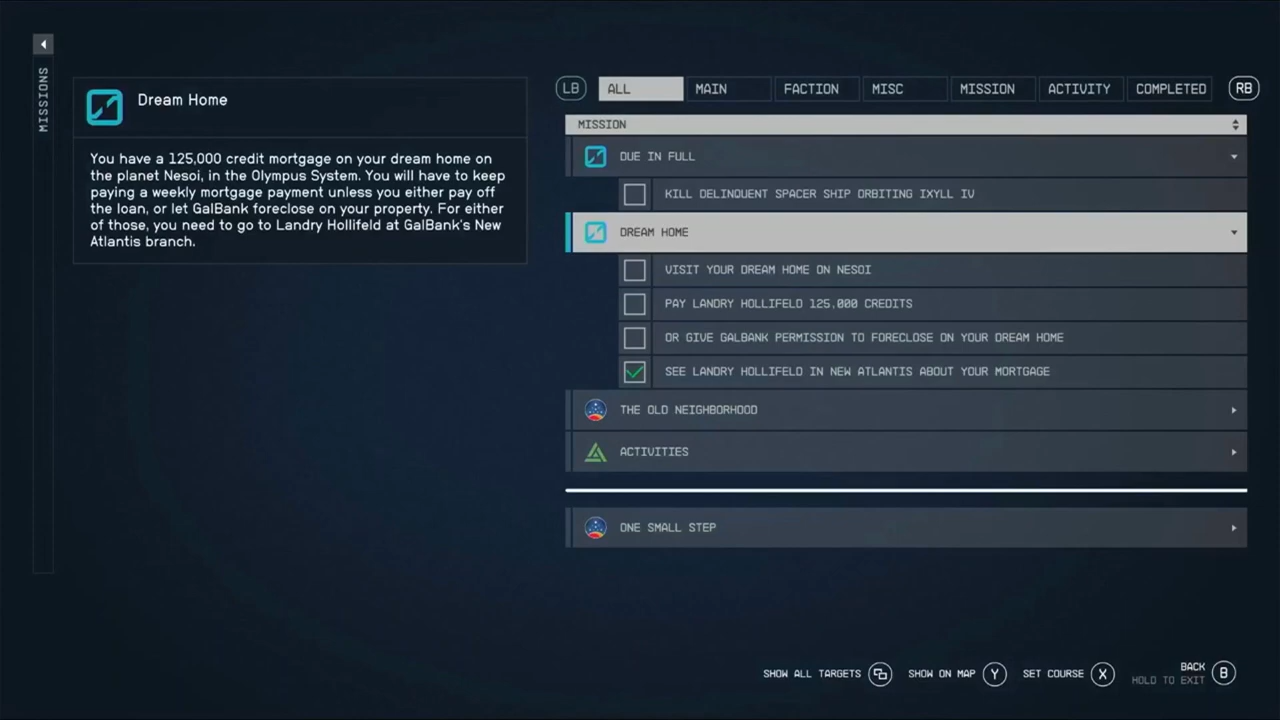 MISSIONS
Dream Home
You have a 125,000 credit mortgage on your dream home on
the planet Nesoi, in the Olympus System. You will have to keep
paying a weekly mortgage payment unless you either pay off
the loan, or let GalBank foreclose on your property. For either
of those, you need to go to Landry Hollifeld at GalBank's New
Atlantis branch.
LB ALL MAIN FACTION MISC MISSION ACTIVITY COMPLETED RB
MISSION
DUE IN FULL
KILL DELINQUENT SPACER SHIP ORBITING IXYLL IV
DREAM HOME
VISIT YOUR DREAM HOME ON NESOI
PAY LANDRY HOLLIFELD 125,000 CREDITS
OR GIVE GALBANK PERMISSION TO FORECLOSE ON YOUR DREAM HOME
SEE LANDRY HOLLIFELD IN NEW ATLANTIS ABOUT YOUR MORTGAGE
THE OLD NEIGHBORHOOD
ACTIVITIES
ONE SMALL STEP
SHOW ALL TARGETS SHOW ON MAP Y SET COURSE X BACK B
HOLD TO EXIT